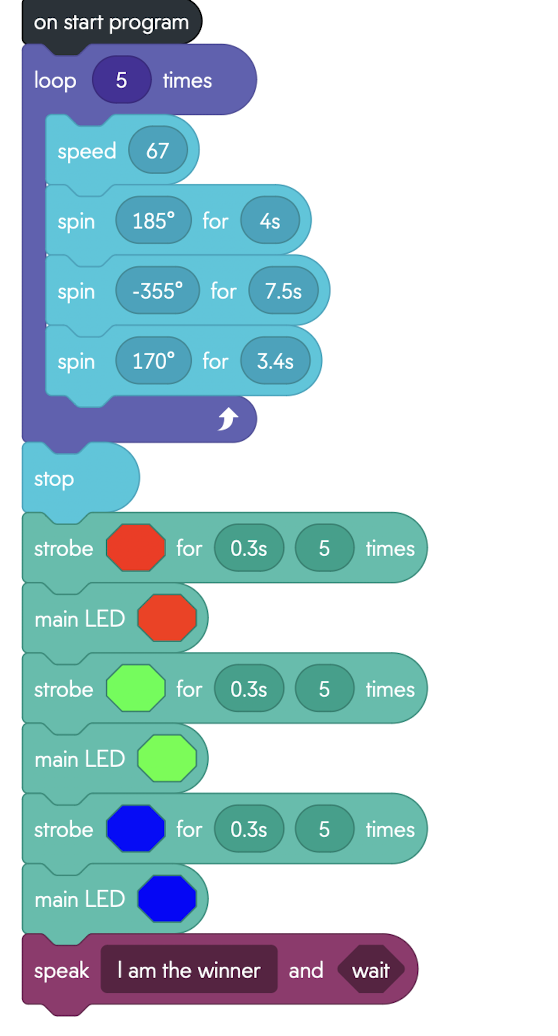 on start program
loop 5 times
speed 67
spin 185° for 4s
spin -355° for 7.5s
spin 170° for 3.4s
stop
strobe for 0.3s 5 times
main LED
strobe for 0.3s 5 times
main LED
strobe for 0.3s 5 times
main LED
speak I am the winner and wait